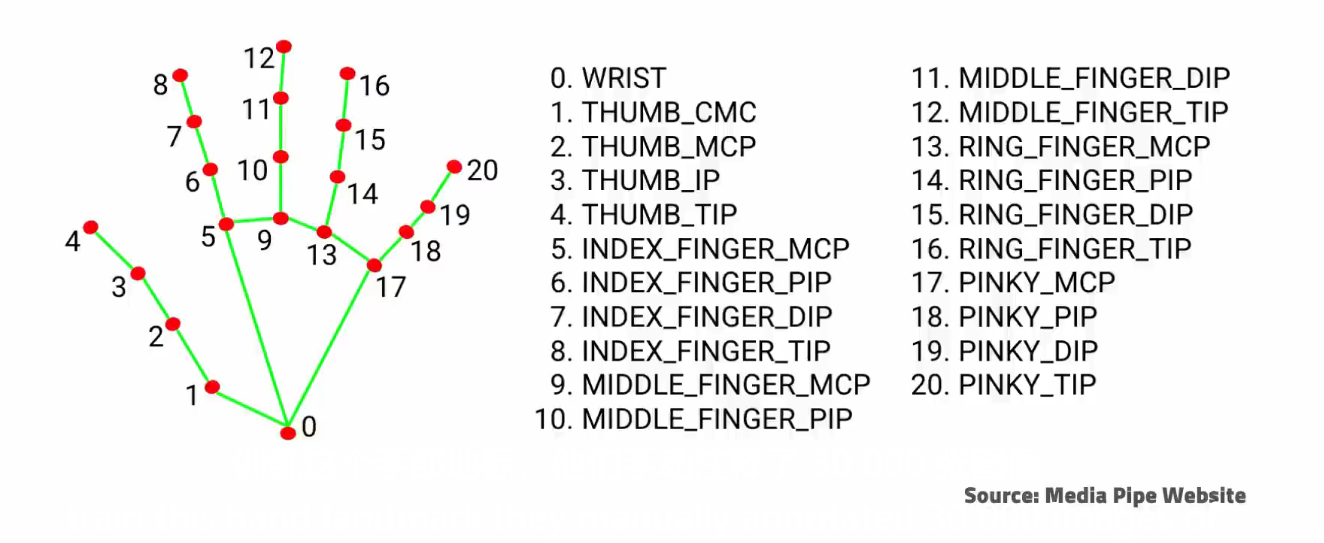 12
8
16
11
7
15
10
6
14
20
19
4
5
9
13
18
3
17
2
1
0
0. WRIST
1. THUMB_CMC
2. THUMB_MCP
3. THUMB_IP
4. THUMB_TIP
5. INDEX_FINGER_MCP
6. INDEX_FINGER_PIP
7. INDEX_FINGER_DIP
8. INDEX_FINGER_TIP
9. MIDDLE_FINGER_MCP
10. MIDDLE_FINGER_PIP
11. MIDDLE_FINGER_DIP
12. MIDDLE_FINGER_TIP
13. RING_FINGER_MCP
14. RING_FINGER_PIP
15. RING_FINGER_DIP
16. RING_FINGER_TIP
17. PINKY_MCP
18. PINKY_PIP
19. PINKY_DIP
20. PINKY_TIP
Source: Media Pipe Website